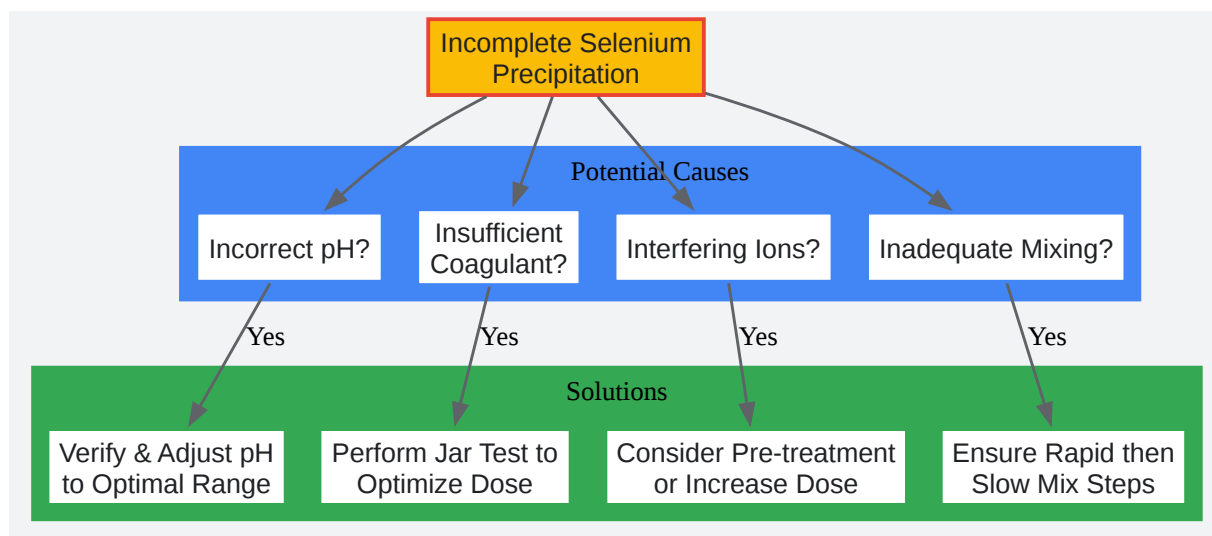 Incomplete Selenium
Precipitation
Potential Causes
Incorrect pH?
Insufficient
Coagulant?
Interfering Ions?
Inadequate Mixing?
Yes
Yes
Yes
Yes
Solutions
Verify & Adjust pH
to Optimal Range
Perform Jar Test to
Optimize Dose
Consider Pre-treatment
or Increase Dose
Ensure Rapid then
Slow Mix Steps